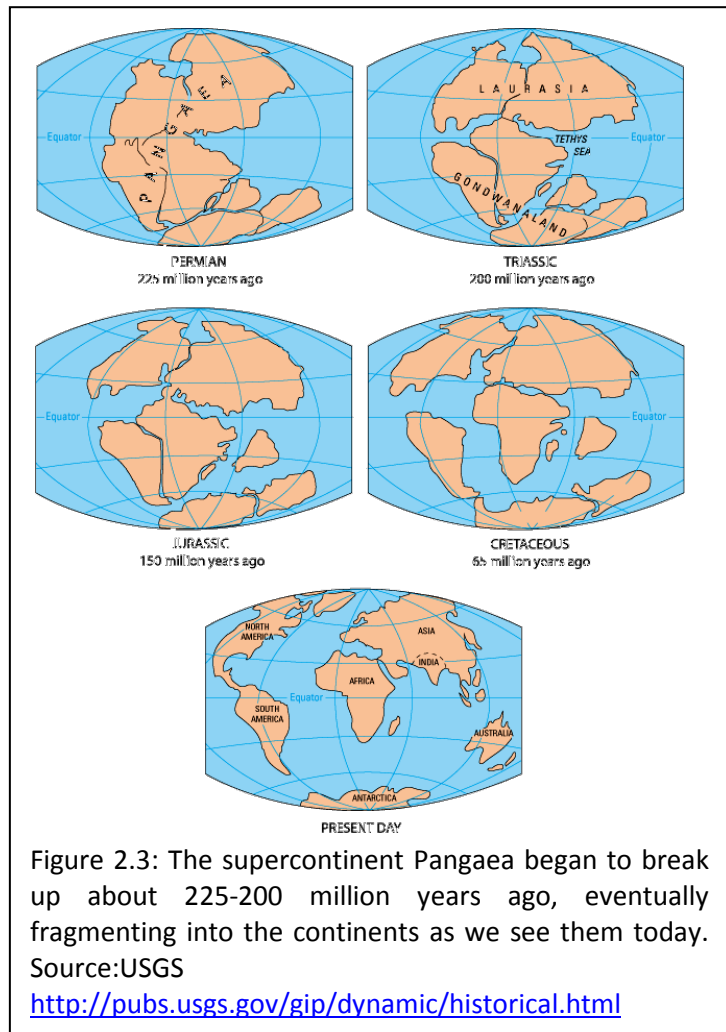 PANGAEA
Equator
PERMIAN
225 million years ago
LAURASIA
TETHYS
SEA
Equator
GONDWANALAND
TRIASSIC
200 million years ago
Equator
JURASSIC
150 million years ago
Equator
CRETACEOUS
65 million years ago
NORTH
AMERICA
ASIA
INDIA
AFRICA
Equator
SOUTH
AMERICA
AUSTRALIA
ANTARCTICA
PRESENT DAY
Figure 2.3: The supercontinent Pangaea began to break
up about 225-200 million years ago, eventually
fragmenting into the continents as we see them today.
Source:USGS
http://pubs.usgs.gov/gip/dynamic/historical.html